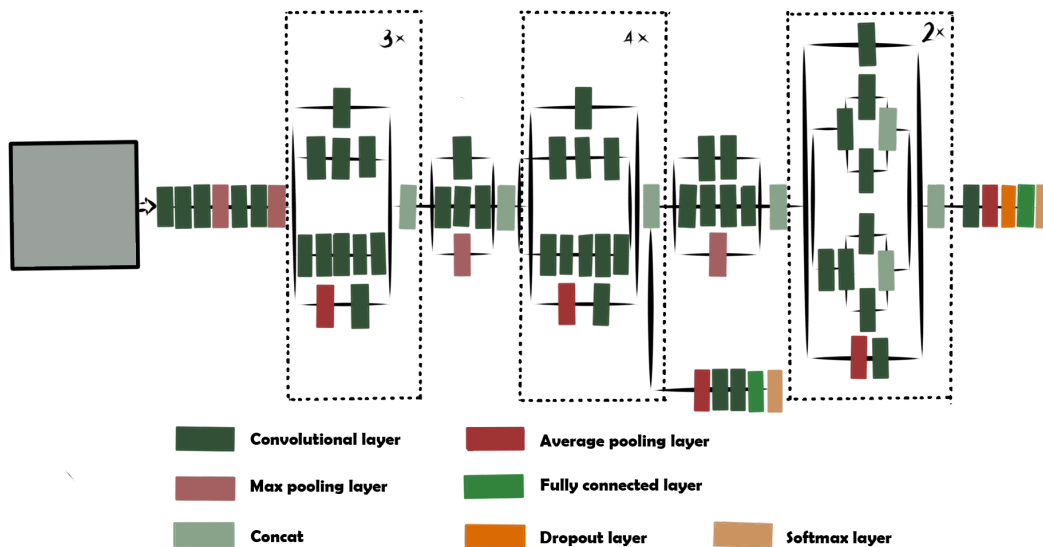 3×
4×
2×
Convolutional layer
Average pooling layer
Max pooling layer
Fully connected layer
Concat
Dropout layer
Softmax layer